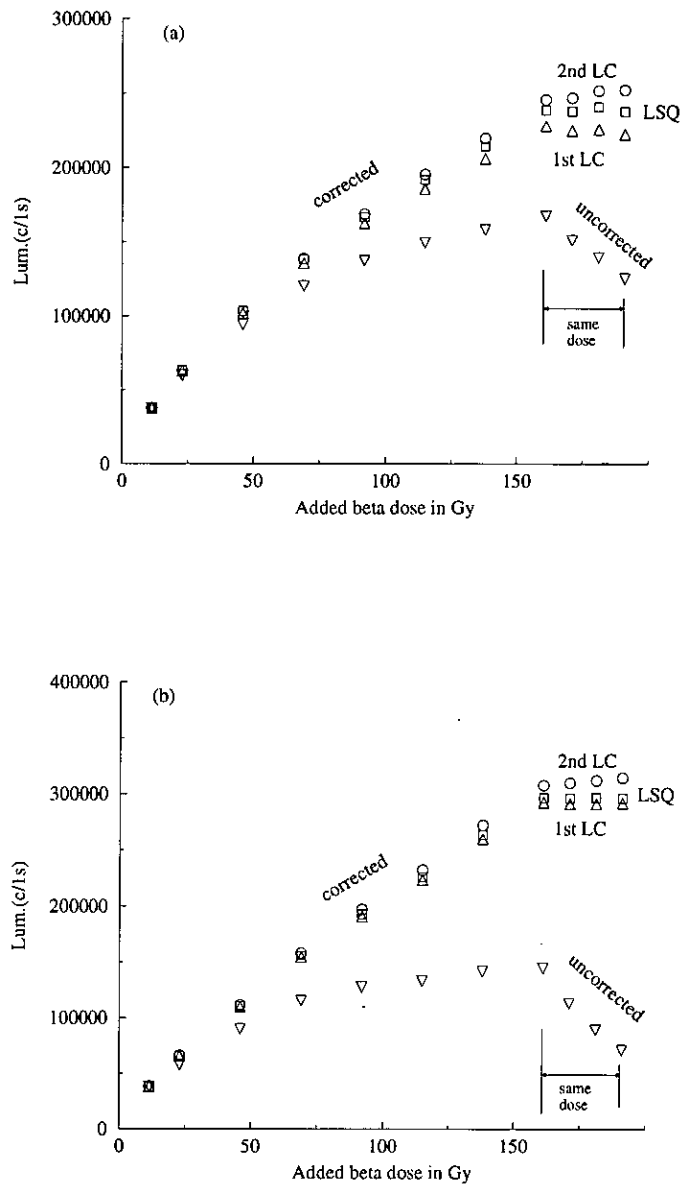 300000
(a)
2nd LC
LSQ
200000
corrected
1st LC
Lum.(c/1s)
uncorrected
100000
same
dose
0
0
50
100
150
Added beta dose in Gy
400000
(b)
2nd LC
300000
LSQ
1st LC
corrected
Lum.(c/1s)
200000
uncorrected
100000
same
dose
0
0
50
100
150
Added beta dose in Gy